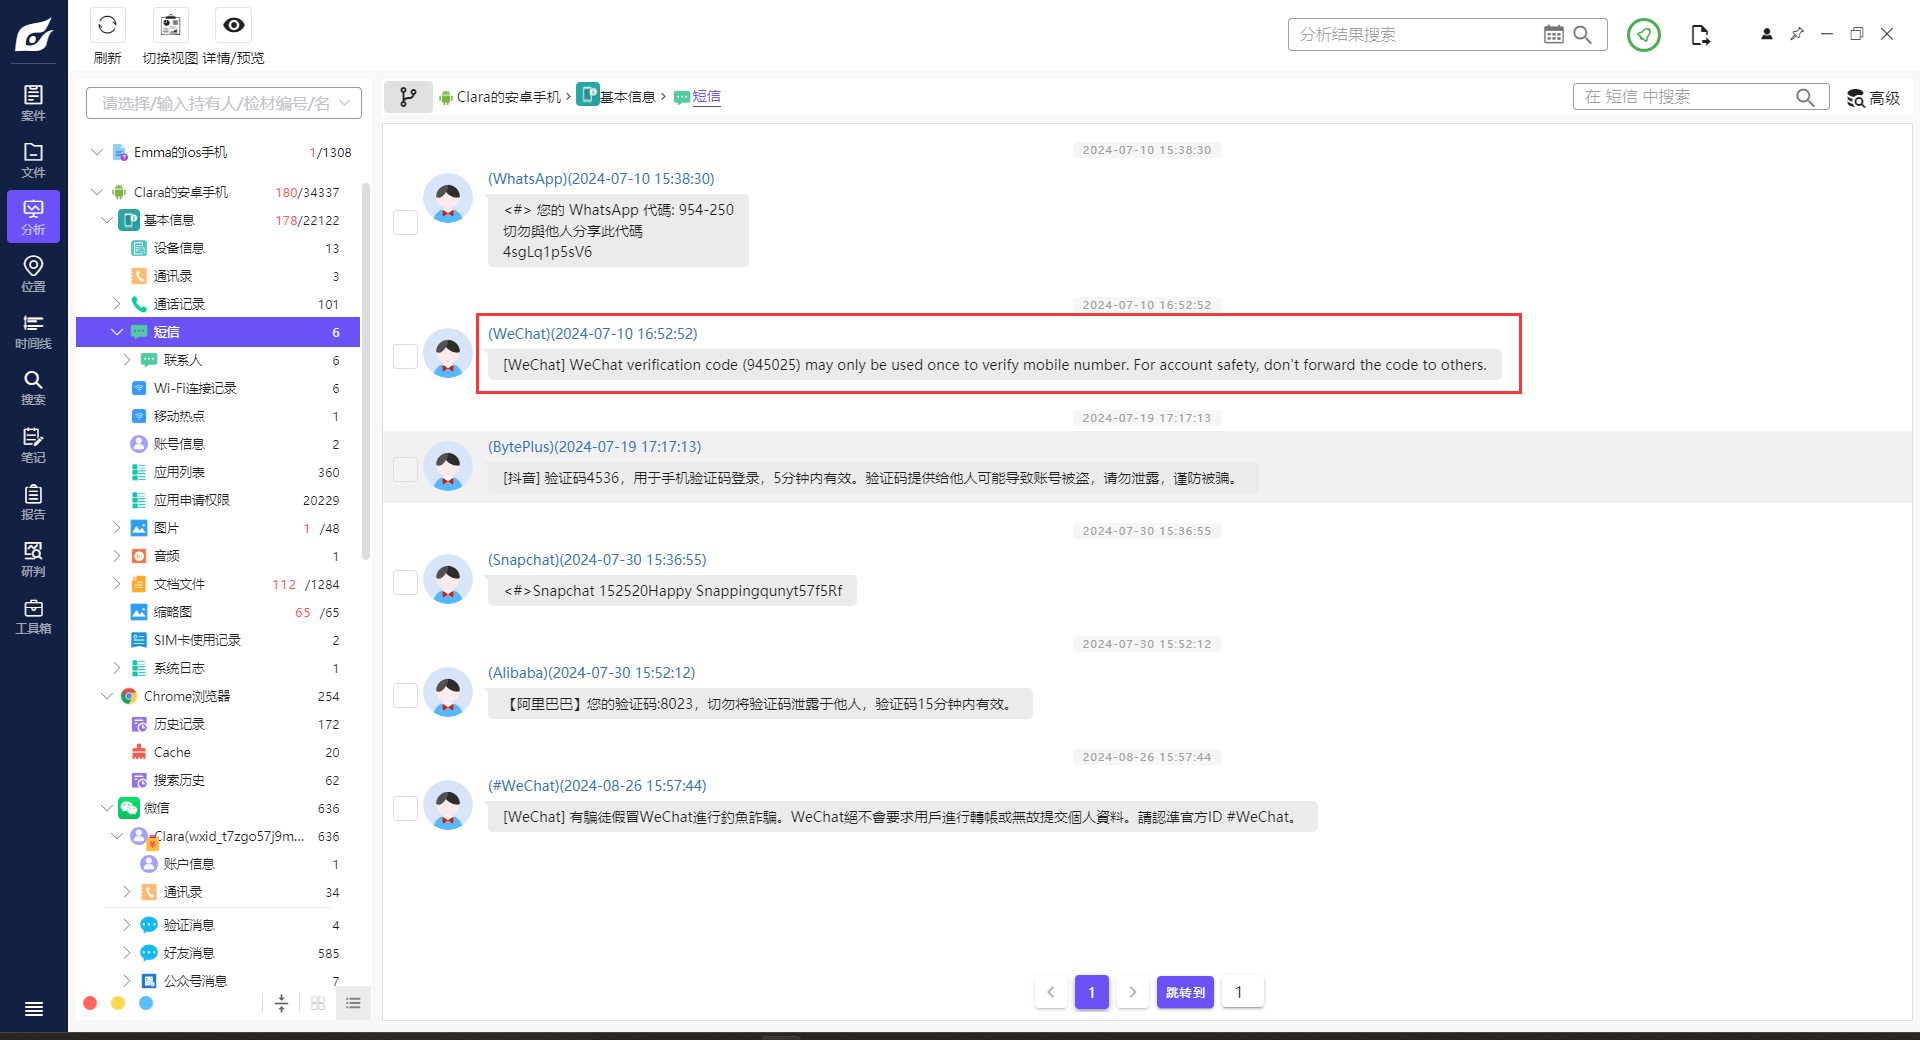 刷新
切换视图
详情/预览
分析结果搜索
案件
文件
分析
位置
时间线
搜索
笔记
报告
研判
工具箱
请选择/输入持有人/检材编号/名
Emma的ios手机 1/1308
Clara的安卓手机 180/34337
基本信息 178/22122
设备信息 13
通讯录 3
通话记录 101
短信 6
联系人 6
Wi-Fi连接记录 6
移动热点 1
账号信息 2
应用列表 360
应用申请权限 20229
图片 1 /48
音频 1
文档文件 112 /1284
缩略图 65 /65
SIM卡使用记录 2
系统日志 1
Chrome浏览器 254
历史记录 172
Cache 20
搜索历史 62
微信 636
Clara(wxid_t7zgo57j9m... 636
账户信息 1
通讯录 34
验证消息 4
好友消息 585
公众号消息 7
Clara的安卓手机 > 基本信息 > 短信
在 短信 中搜索
高级
2024-07-10 15:38:30
(WhatsApp)(2024-07-10 15:38:30)
<#> 您的 WhatsApp 代碼: 954-250
切勿與他人分享此代碼
4sgLq1p5sV6
2024-07-10 16:52:52
(WeChat)(2024-07-10 16:52:52)
[WeChat] WeChat verification code (945025) may only be used once to verify mobile number. For account safety, don't forward the code to others.
2024-07-19 17:17:13
(BytePlus)(2024-07-19 17:17:13)
[抖音] 验证码4536，用于手机验证码登录，5分钟内有效。验证码提供给他人可能导致账号被盗，请勿泄露，谨防被骗。
2024-07-30 15:36:55
(Snapchat)(2024-07-30 15:36:55)
<#>Snapchat 152520Happy Snappingqunyt57f5Rf
2024-07-30 15:52:12
(Alibaba)(2024-07-30 15:52:12)
【阿里巴巴】您的验证码:8023，切勿将验证码泄露于他人，验证码15分钟内有效。
2024-08-26 15:57:44
(#WeChat)(2024-08-26 15:57:44)
[WeChat] 有騙徒假冒WeChat進行釣魚詐騙。WeChat絕不會要求用戶進行轉帳或無故提交個人資料。請認準官方ID #WeChat。
1
跳转到
1